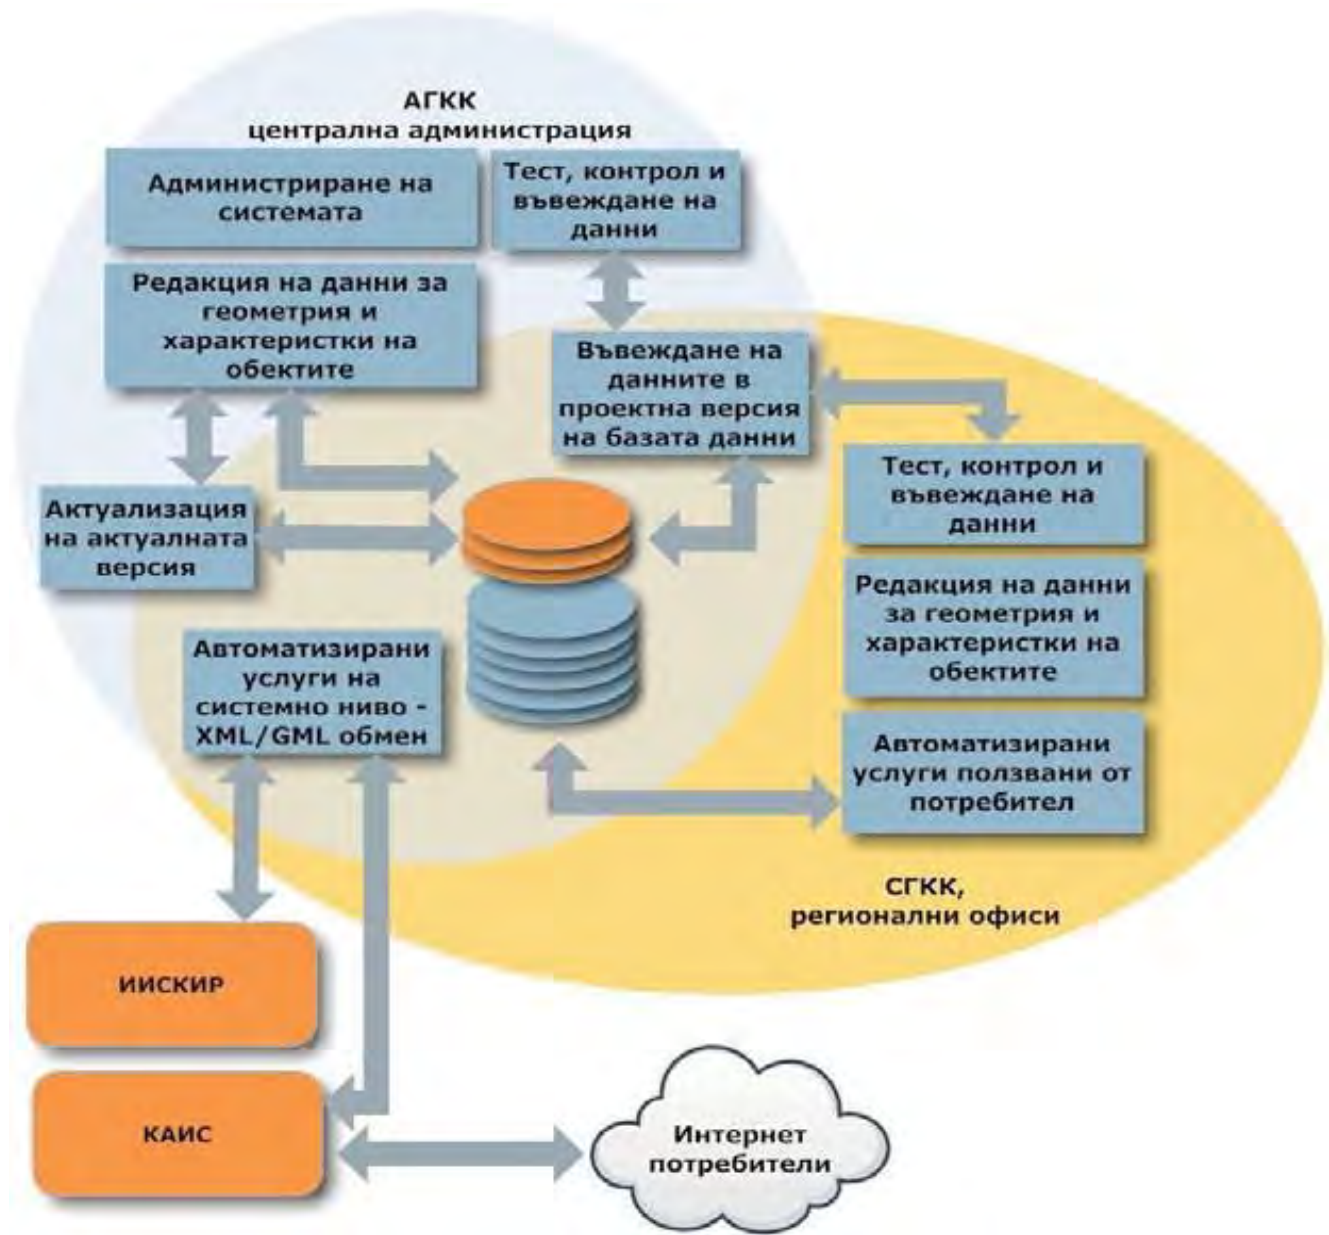 АГКК
централна администрация
Администриране на
системата
Тест, контрол и
въвеждане на
данни
Редакция на данни за
геометрия и
характеристки на
обектите
Въвеждане на
данните в
проектна версия
на базата данни
Тест, контрол и
въвеждане на
данни
Актуализация
на актуалната
версия
Редакция на данни
за геометрия и
характеристки на
обектите
Автоматизирани
услуги на
системно ниво -
XML/GML обмен
Автоматизирани
услуги ползвани от
потребител
СГКК,
регионални офиси
ИИСКИР
КАИС
Интернет
потребители